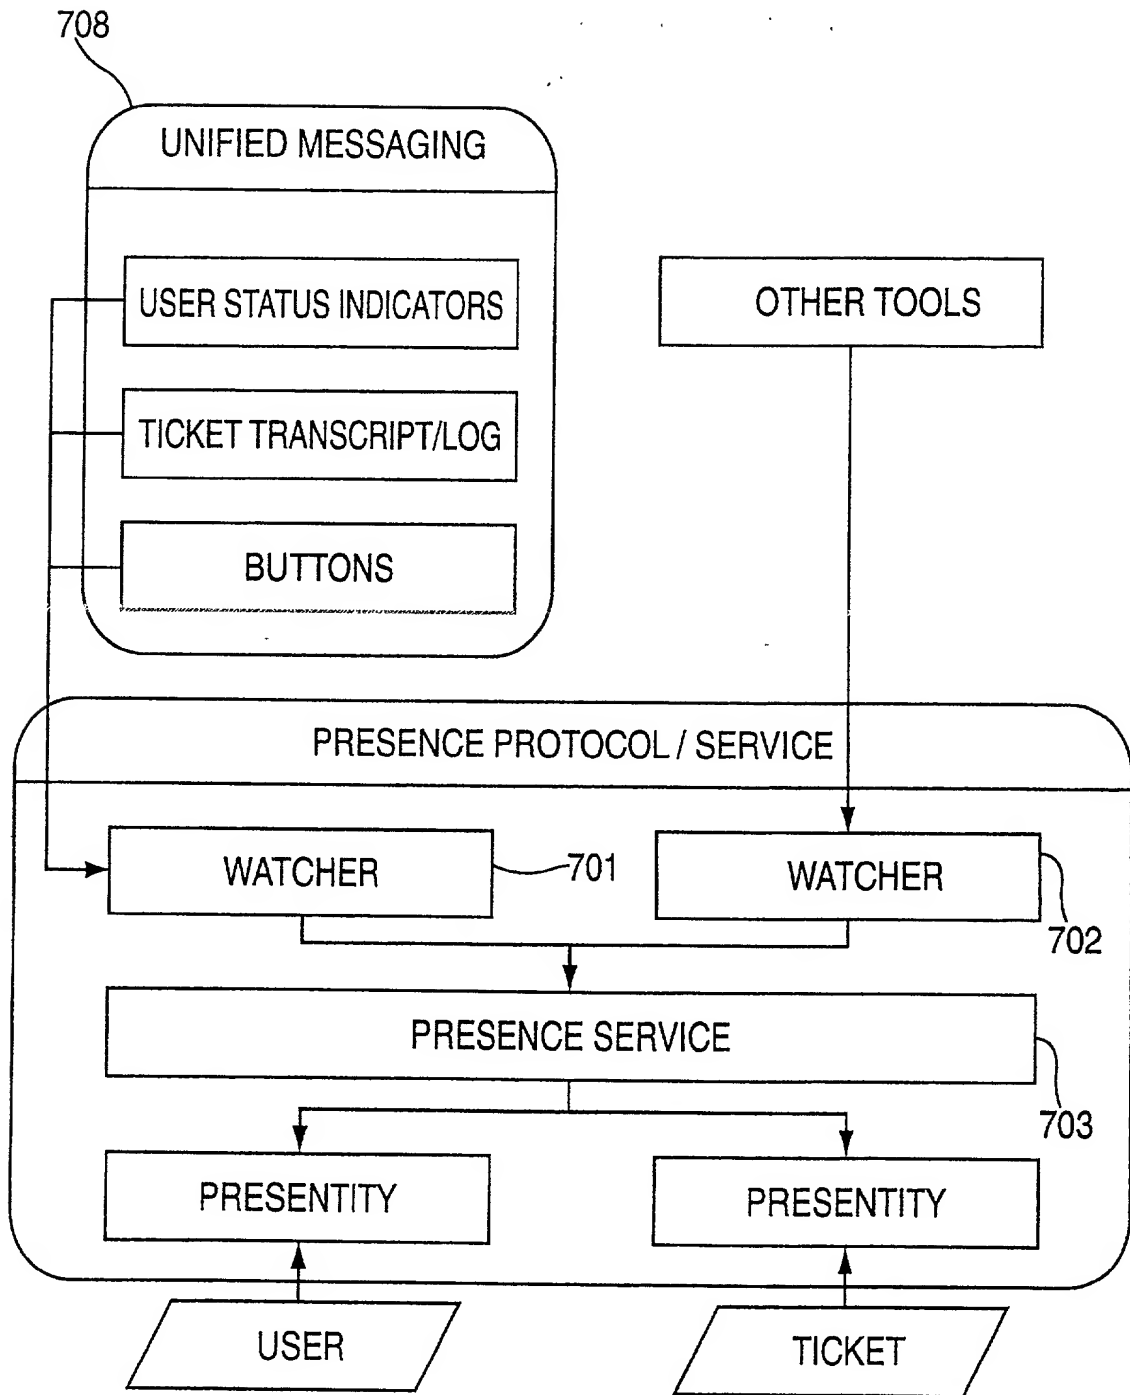 708
UNIFIED MESSAGING
USER STATUS INDICATORS
OTHER TOOLS
TICKET TRANSCRIPT/LOG
BUTTONS
PRESENCE PROTOCOL / SERVICE
WATCHER
701
WATCHER
702
PRESENCE SERVICE
703
PRESENTITY
PRESENTITY
USER
TICKET